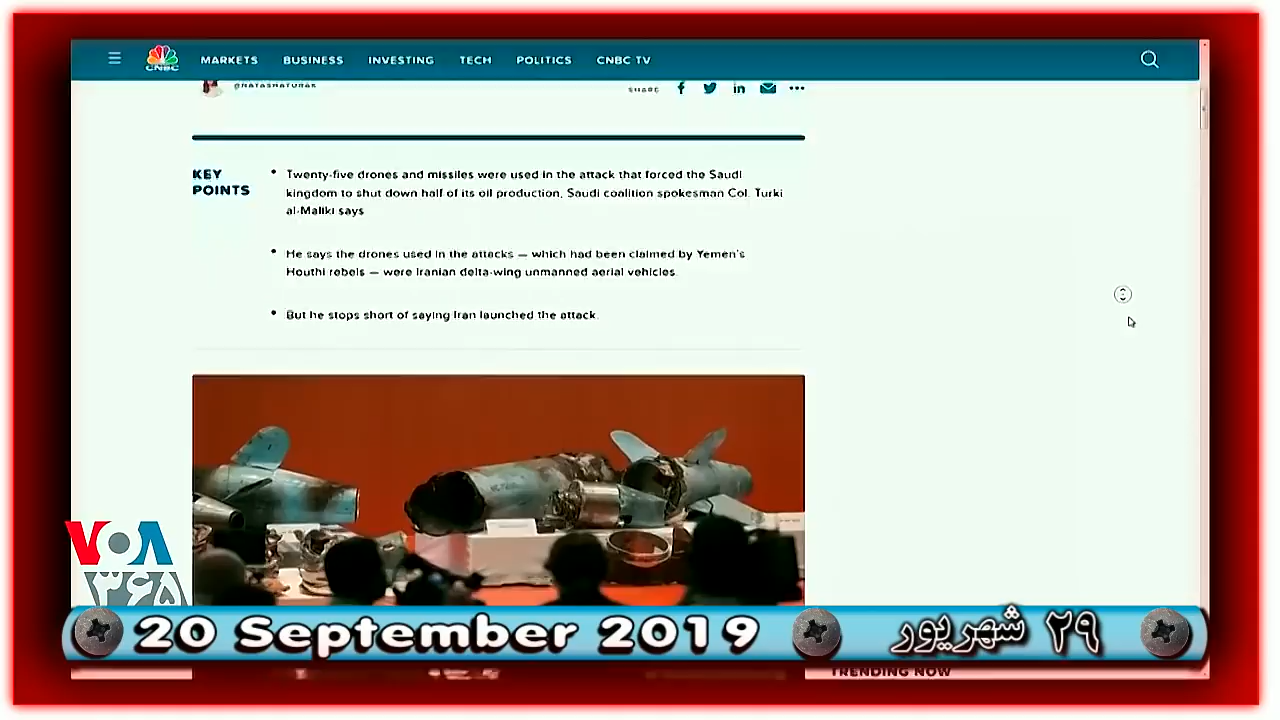 CNBC
MARKETS BUSINESS INVESTING TECH POLITICS CNBC TV
@NATASHATURAK
SHARE
KEY POINTS
• Twenty-five drones and missiles were used in the attack that forced the Saudi
kingdom to shut down half of its oil production, Saudi coalition spokesman Col. Turki
al-Maliki says
• He says the drones used in the attacks — which had been claimed by Yemen's
Houthi rebels — were Iranian delta-wing unmanned aerial vehicles.
• But he stops short of saying Iran launched the attack.
VOA
۳۶۵
20 September 2019
۲۹ شهریور
TRENDING NOW